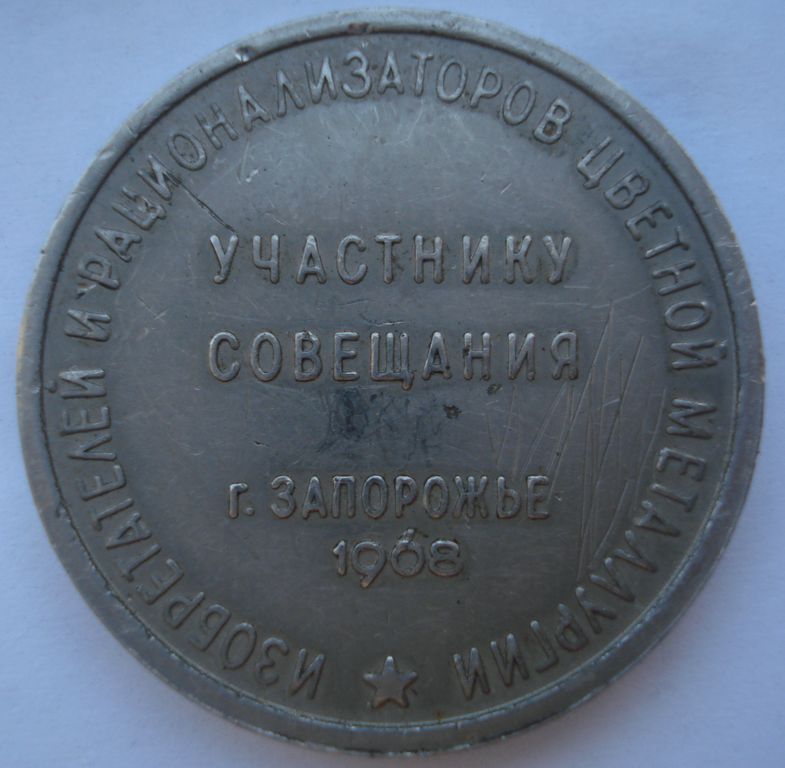 УЧАСТНИКУ
СОВЕЩАНИЯ
ИЗОБРЕТАТЕЛЕЙ И РАЦИОНАЛИЗАТОРОВ ЦВЕТНОЙ МЕТАЛЛУРГИИ
г. ЗАПОРОЖЬЕ
1968